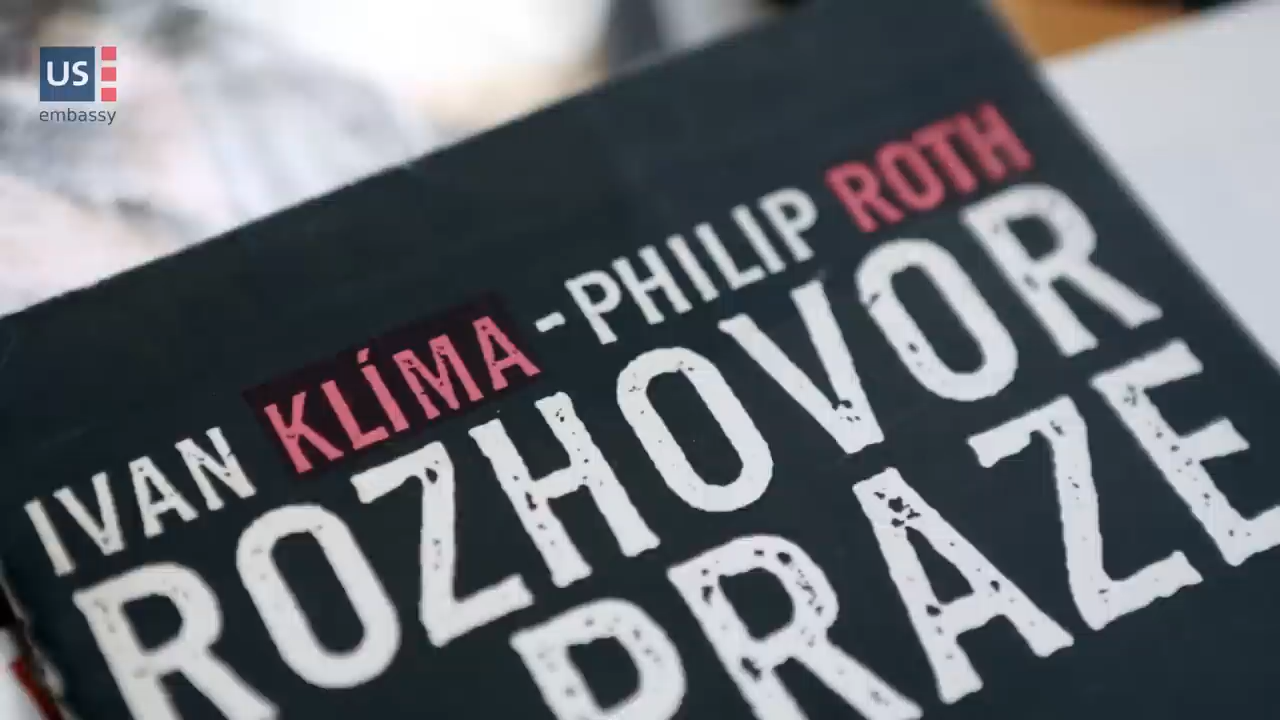 US
embassy
IVAN KLÍMA - PHILIP ROTH
ROZHOVOR
PRAZE